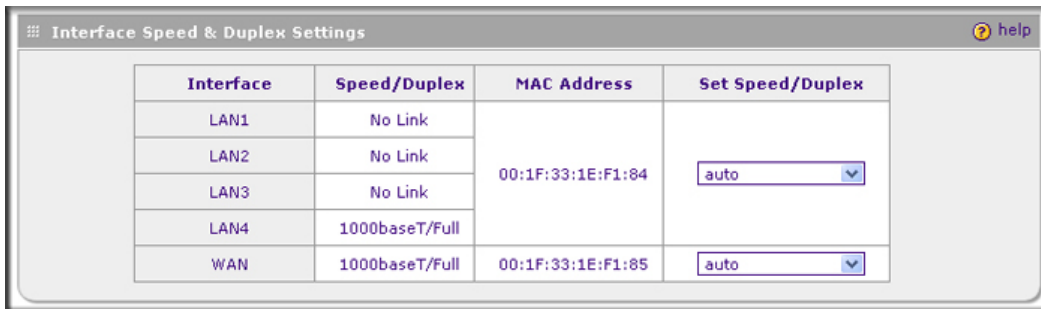 Interface Speed & Duplex Settings
? help
Interface Speed/Duplex MAC Address Set Speed/Duplex
LAN1 No Link
LAN2 No Link
00:1F:33:1E:F1:84 auto
LAN3 No Link
LAN4 1000baseT/Full
WAN 1000baseT/Full 00:1F:33:1E:F1:85 auto